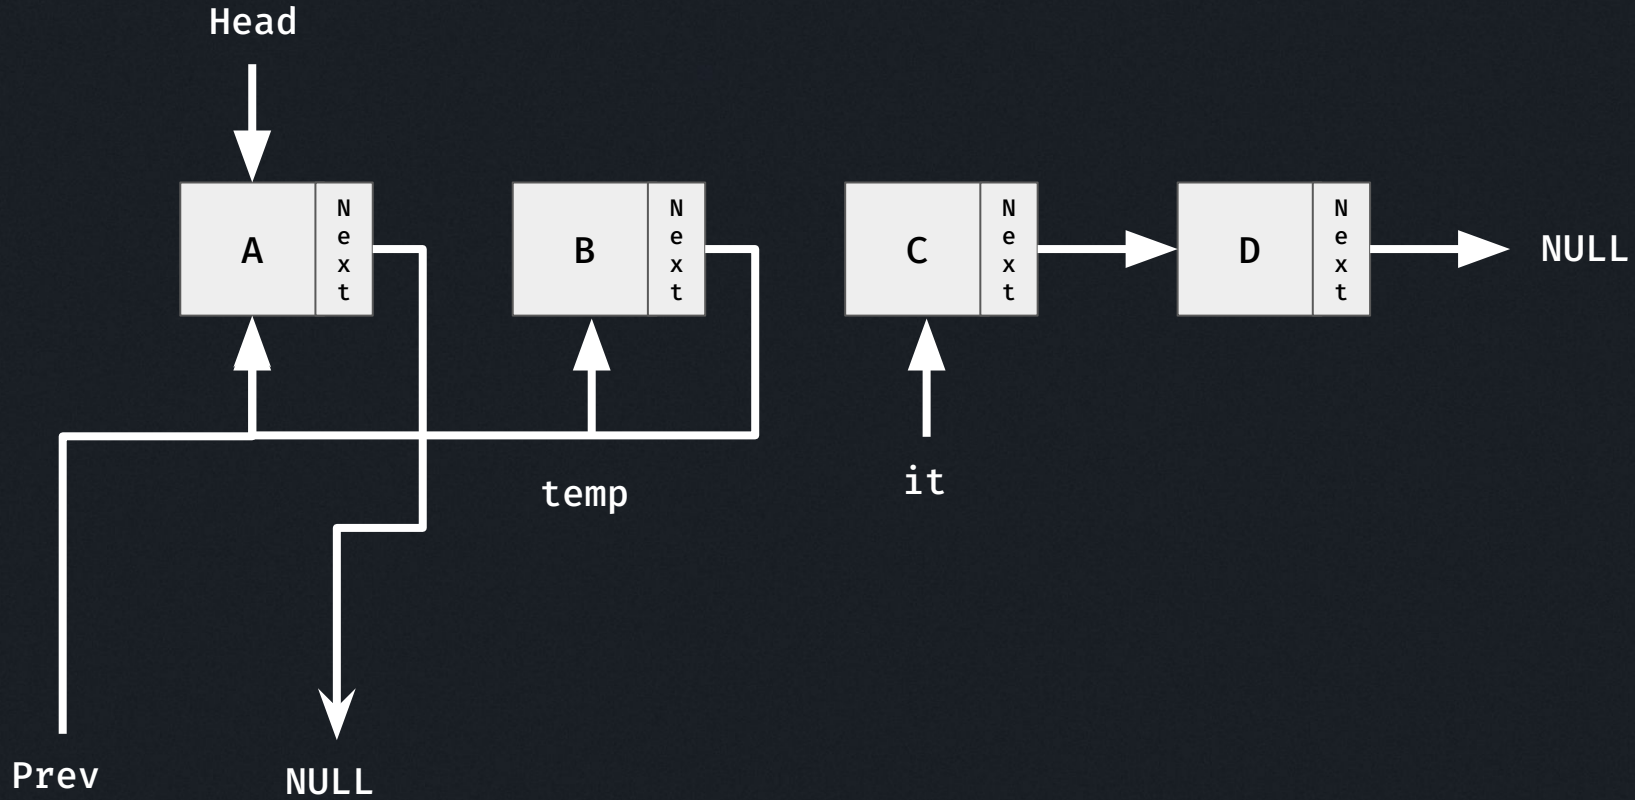 Head
A
Next
B
Next
C
Next
D
Next
NULL
temp
it
Prev
NULL